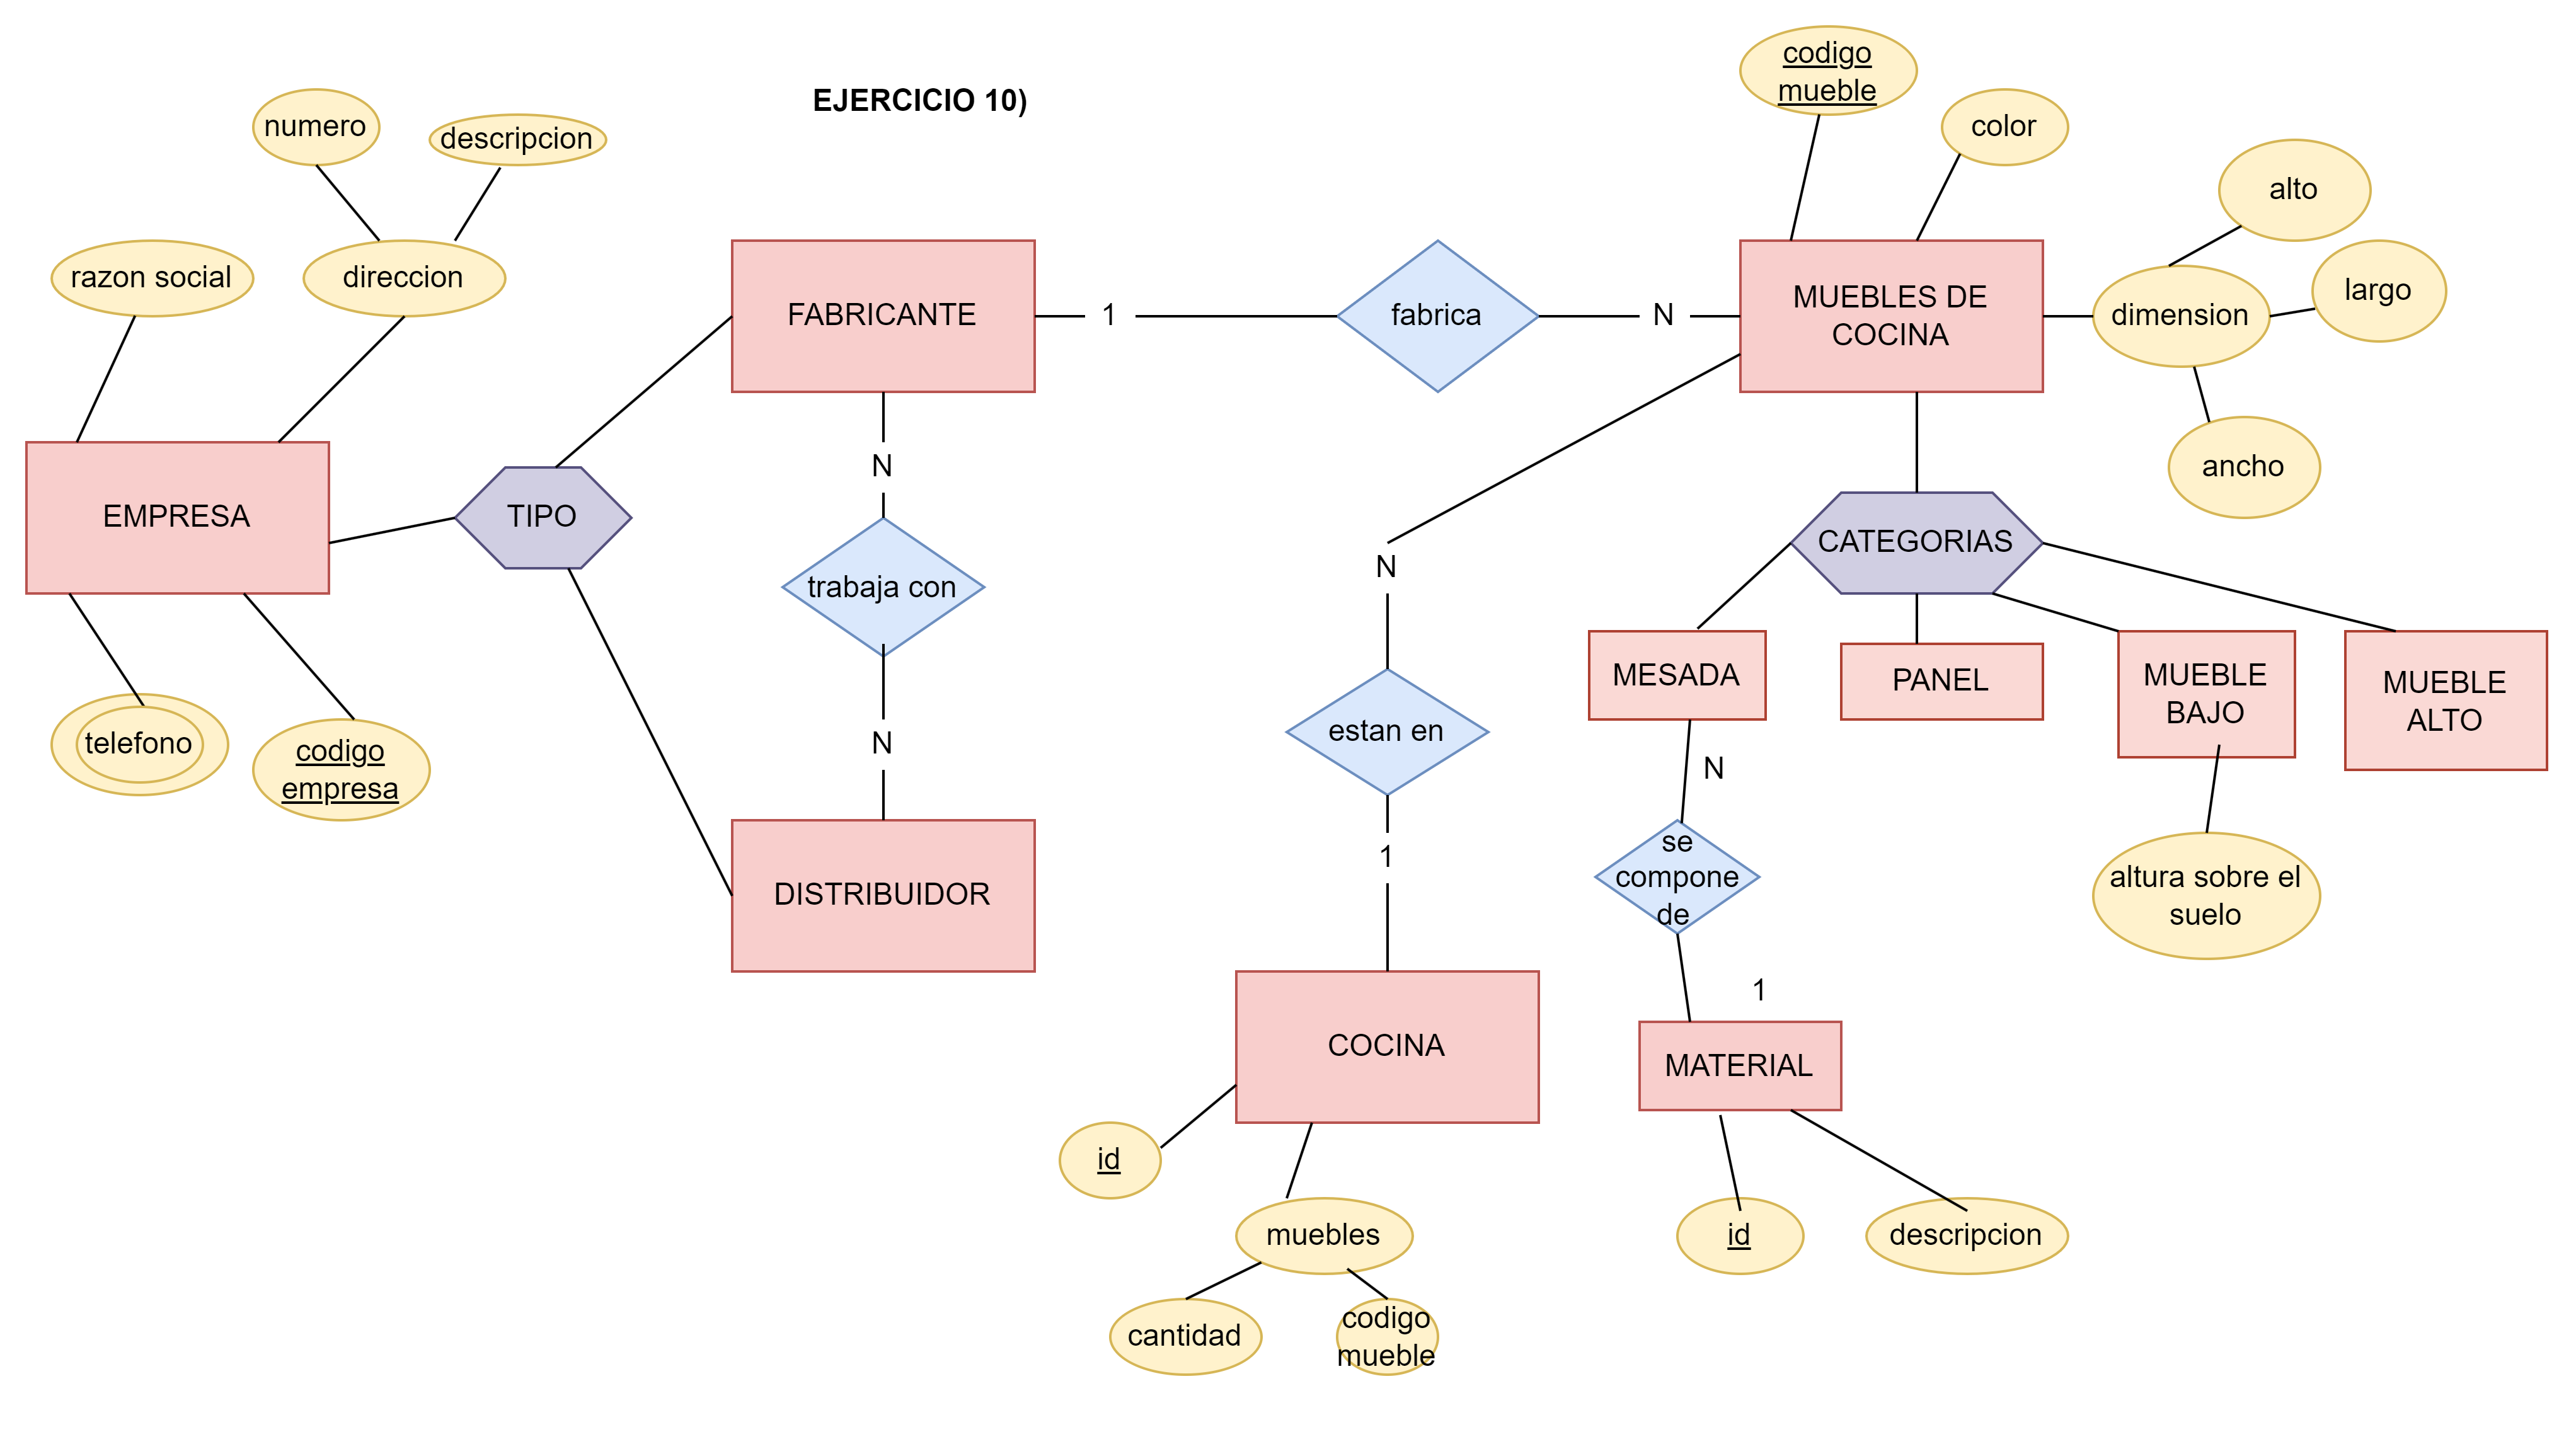 codigo
mueble
EJERCICIO 10)
numero
descripcion
color
alto
razon social
direccion
FABRICANTE
1
fabrica
N
MUEBLES DE
COCINA
dimension
largo
ancho
EMPRESA
TIPO
N
trabaja con
N
CATEGORIAS
MESADA
PANEL
MUEBLE
BAJO
MUEBLE
ALTO
telefono
codigo
empresa
N
estan en
1
N
se
compone
de
altura sobre el
suelo
DISTRIBUIDOR
1
COCINA
MATERIAL
id
muebles
id
descripcion
cantidad
codigo
mueble